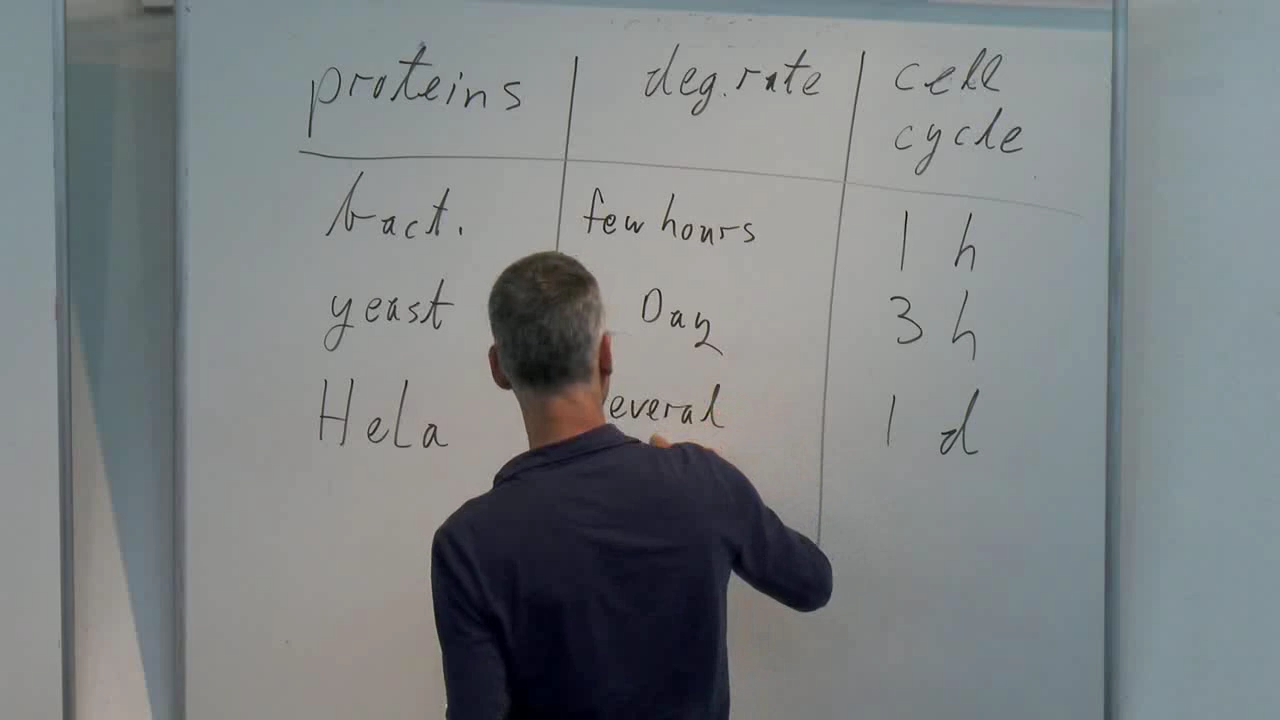 proteins deg. rate cell cycle
bact. few hours 1 h
yeast Day 3 h
HeLa everal 1 d